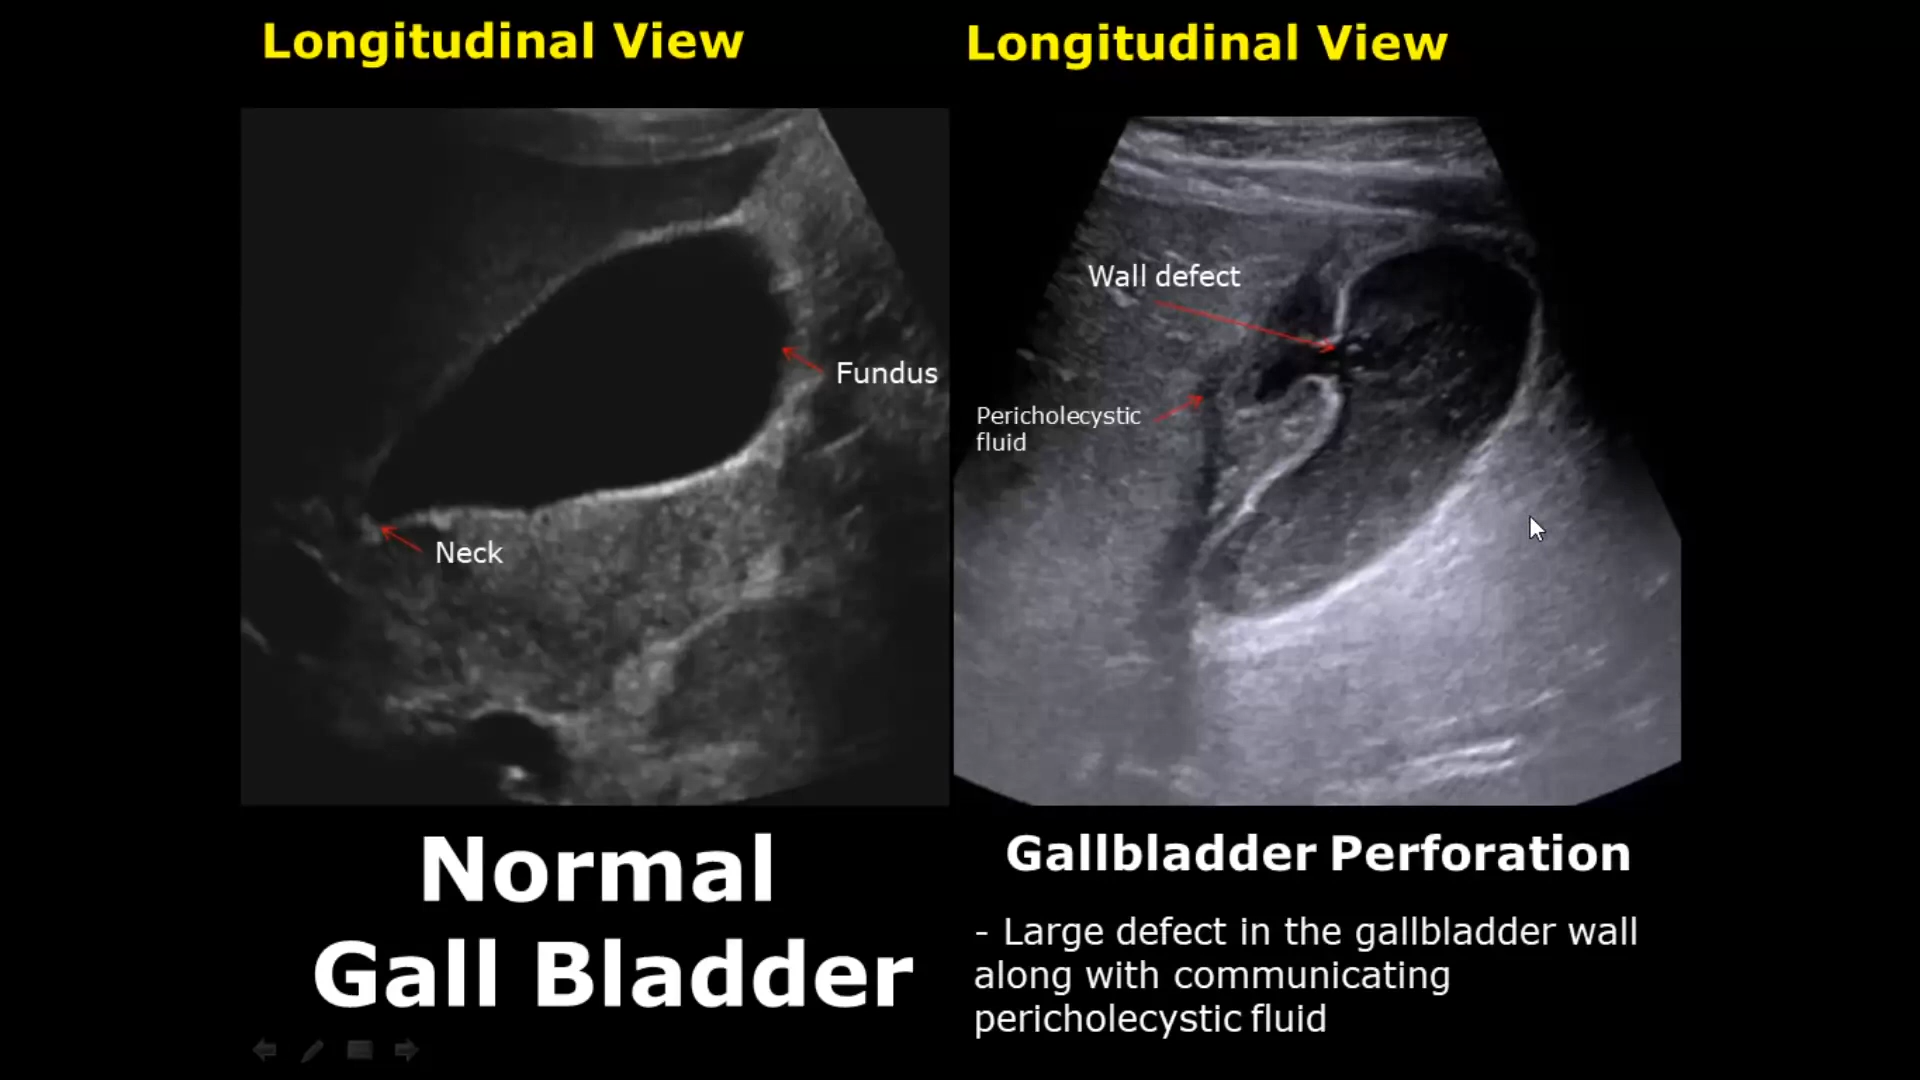 Longitudinal View
Fundus
Neck
Normal
Gall Bladder
Longitudinal View
Wall defect
Pericholecystic
fluid
Gallbladder Perforation
- Large defect in the gallbladder wall
along with communicating
pericholecystic fluid